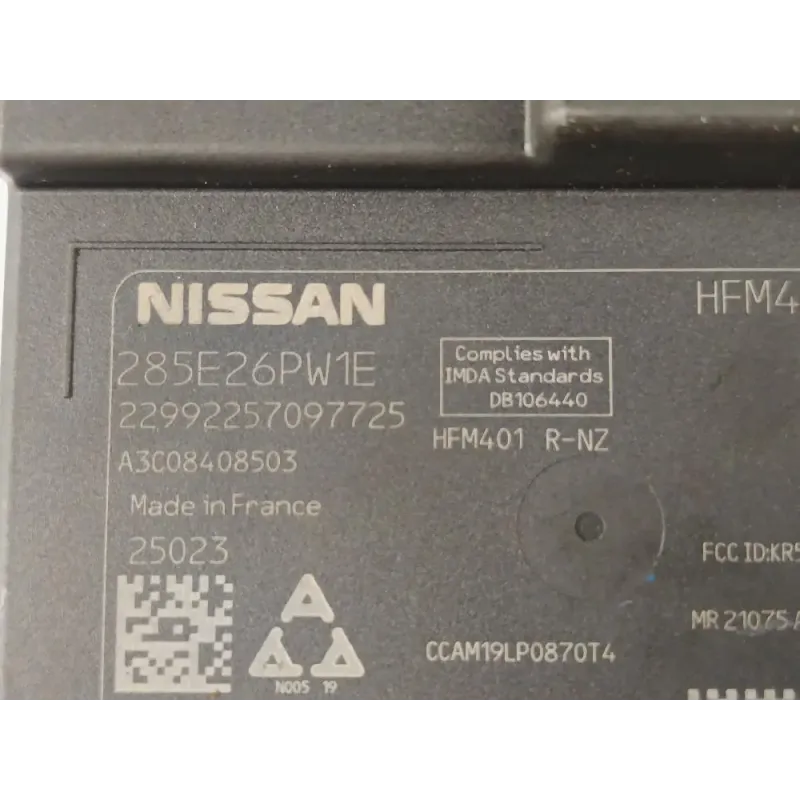 NISSAN
HFM4
285E26PW1E
22992257097725
A3C08408503
Made in France
25023
Complies with
IMDA Standards
DB106440
HFM401 R-NZ
FCC ID:KR5
MR 21075A
CCAM19LP0870T4
N005 19